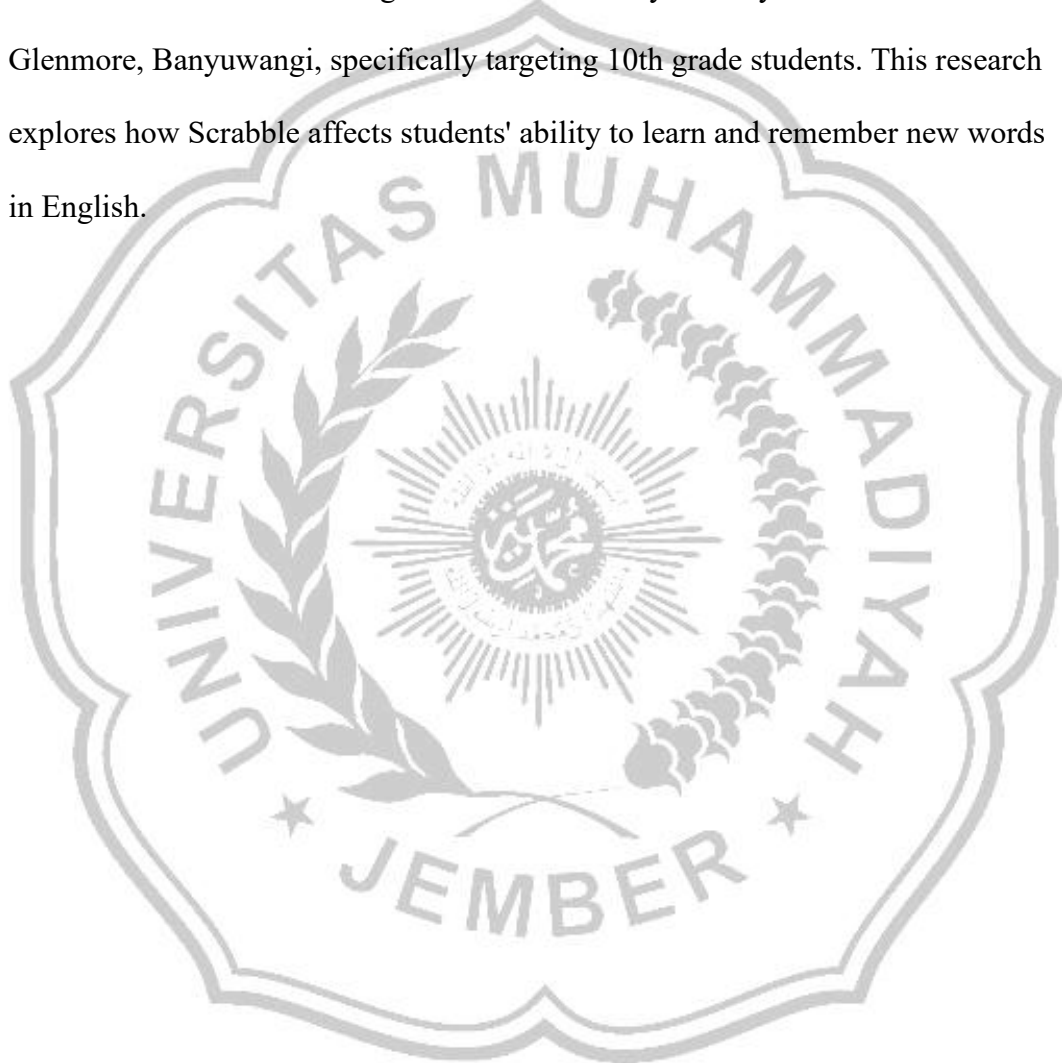 Glenmore, Banyuwangi, specifically targeting 10th grade students. This research
explores how Scrabble affects students' ability to learn and remember new words
in English.
UNIVERSITAS MUHAMMADIYAH
JEMBER